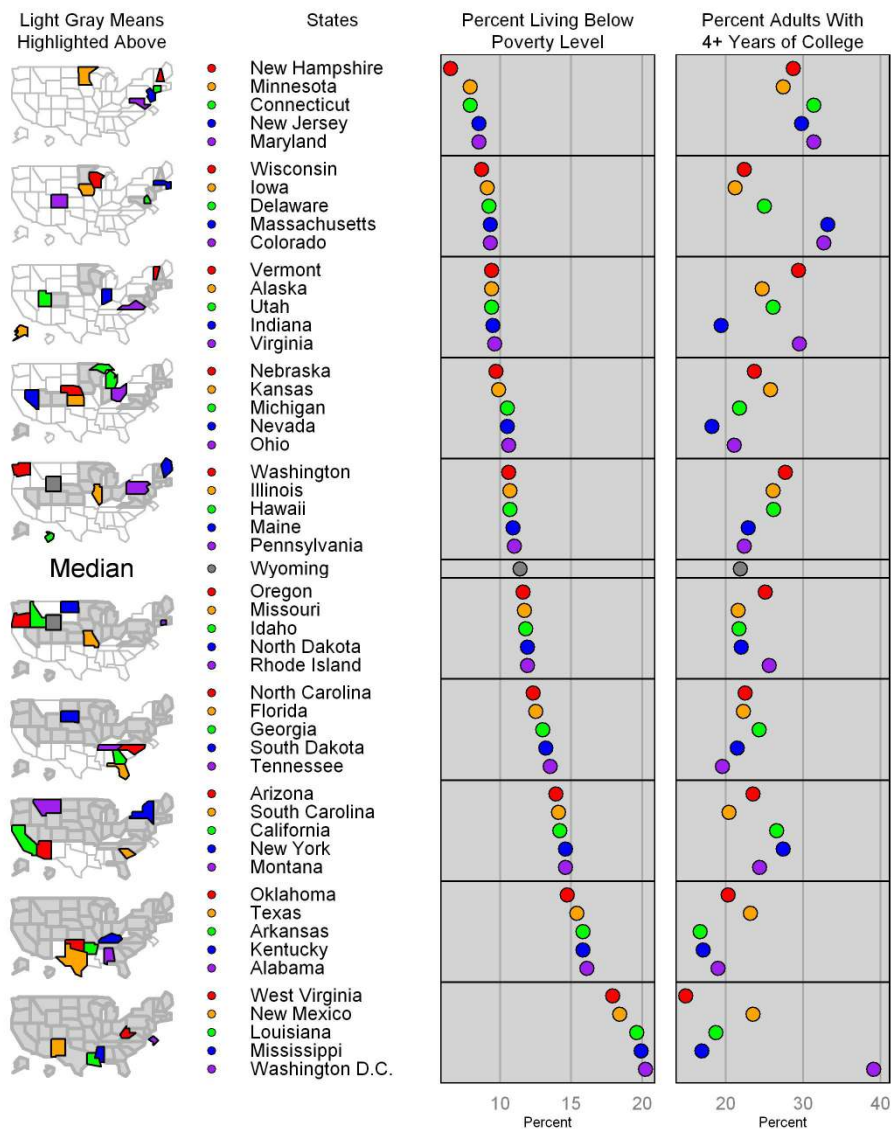 Light Gray Means
Highlighted Above
States
Percent Living Below
Poverty Level
Percent Adults With
4+ Years of College
New Hampshire
Minnesota
Connecticut
New Jersey
Maryland
Wisconsin
Iowa
Delaware
Massachusetts
Colorado
Vermont
Alaska
Utah
Indiana
Virginia
Nebraska
Kansas
Michigan
Nevada
Ohio
Washington
Illinois
Hawaii
Maine
Pennsylvania
Median
Wyoming
Oregon
Missouri
Idaho
North Dakota
Rhode Island
North Carolina
Florida
Georgia
South Dakota
Tennessee
Arizona
South Carolina
California
New York
Montana
Oklahoma
Texas
Arkansas
Kentucky
Alabama
West Virginia
New Mexico
Louisiana
Mississippi
Washington D.C.
10 15 20
Percent
20 30 40
Percent